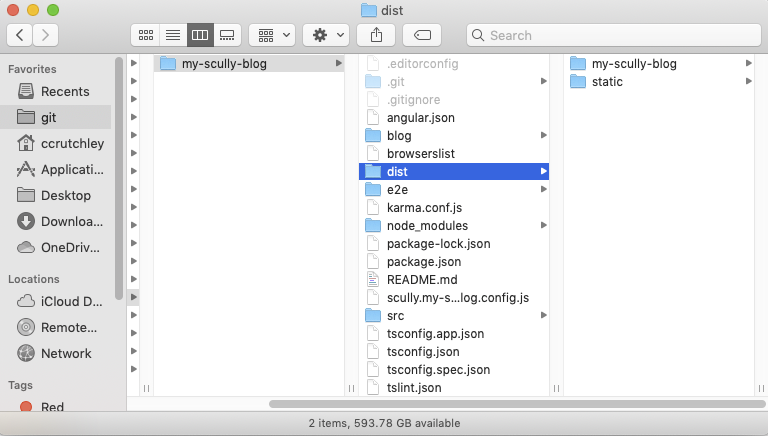 dist
Search
Favorites
Recents
git
ccrutchley
Applicati...
Desktop
Downloa...
OneDriv...
Locations
iCloud D...
Remote...
Network
Tags
Red
my-scully-blog
.editorconfig
.git
.gitignore
angular.json
blog
browserslist
dist
e2e
karma.conf.js
node_modules
package-lock.json
package.json
README.md
scully.my-s...log.config.js
src
tsconfig.app.json
tsconfig.json
tsconfig.spec.json
tslint.json
my-scully-blog
static
2 items, 593.78 GB available